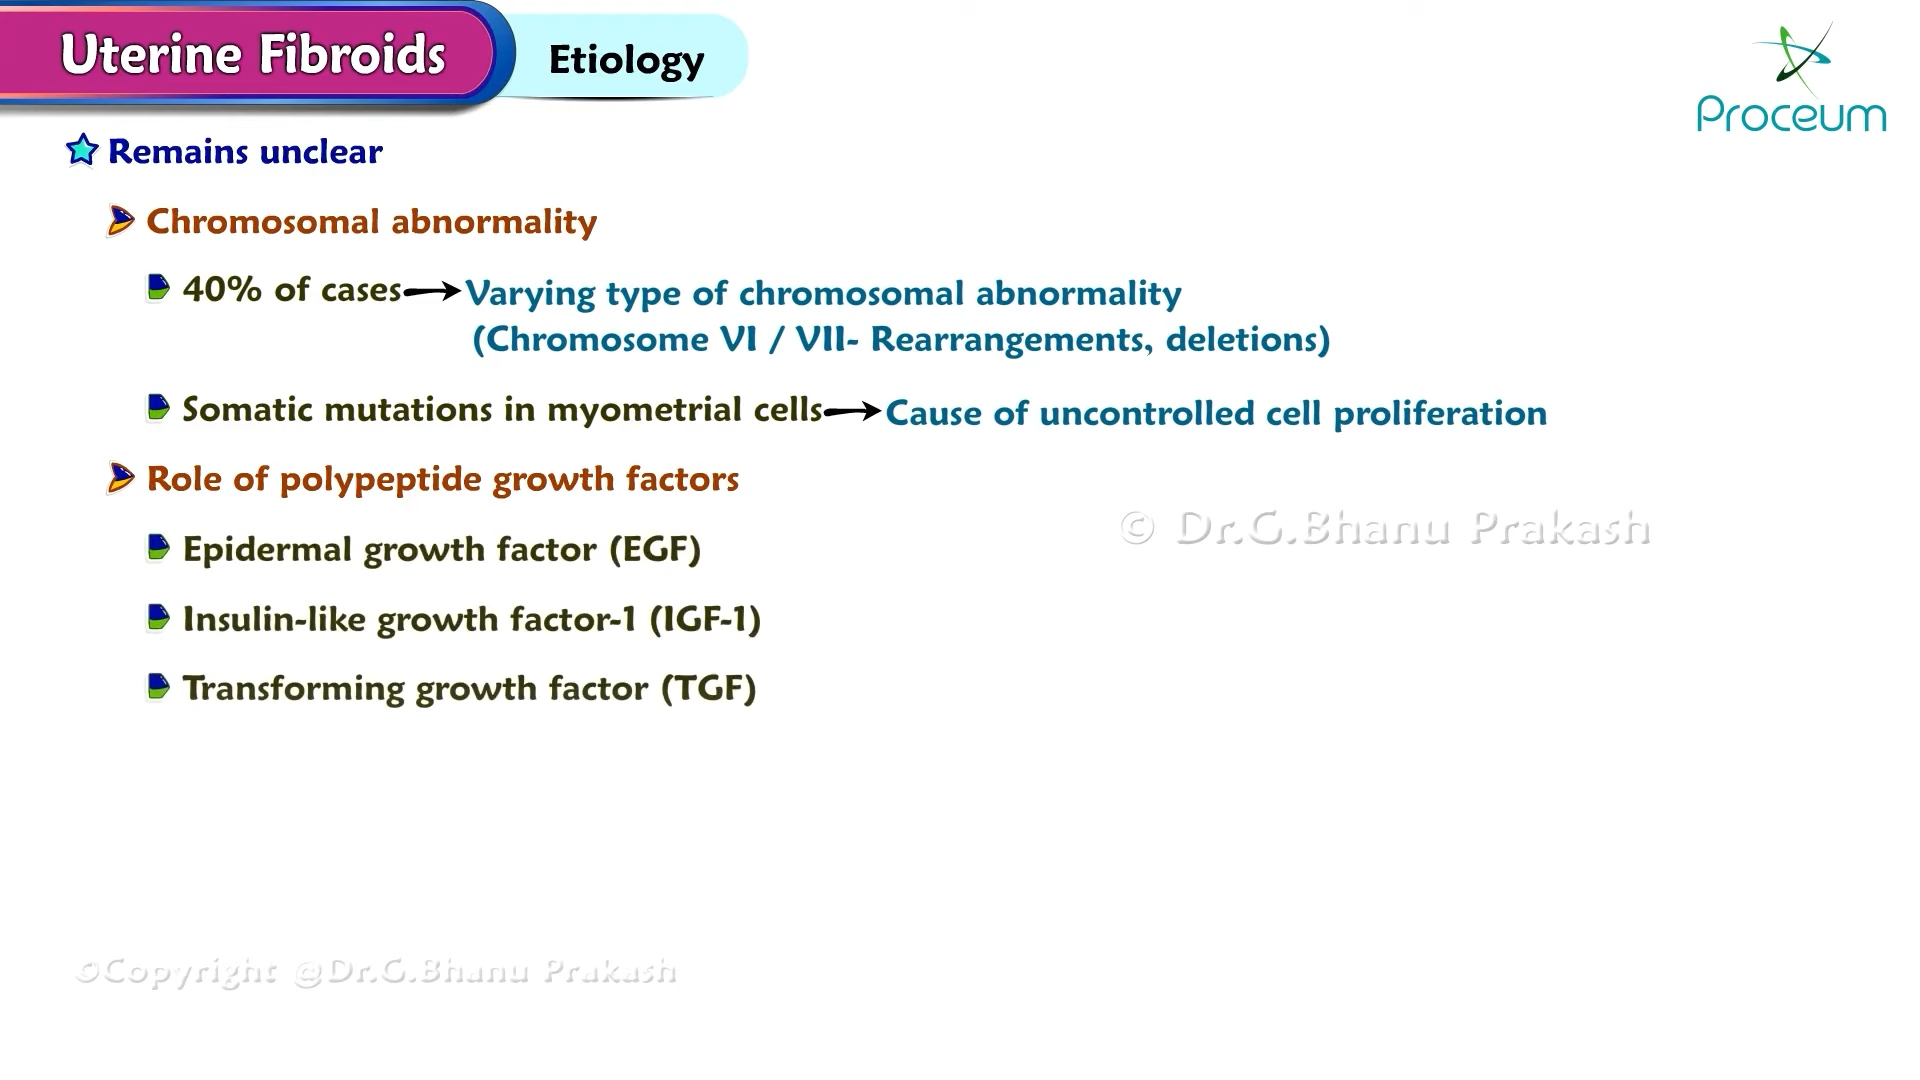 Uterine Fibroids
Etiology
Proceum
Remains unclear
Chromosomal abnormality
40% of cases → Varying type of chromosomal abnormality
(Chromosome VI / VII- Rearrangements, deletions)
Somatic mutations in myometrial cells → Cause of uncontrolled cell proliferation
Role of polypeptide growth factors
© Dr.G.Bhanu Prakash
Epidermal growth factor (EGF)
Insulin-like growth factor-1 (IGF-1)
Transforming growth factor (TGF)
©Copyright @Dr.G.Bhanu Prakash